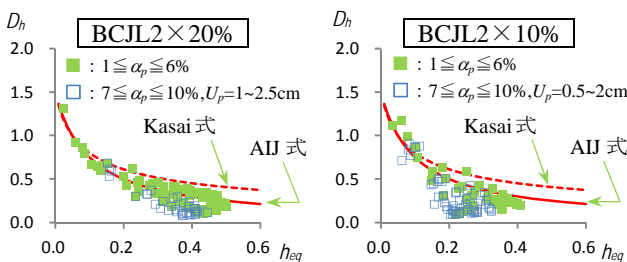 D_h
BCJL2×20%
2.0
■ : 1≦α_p≦6%
1.5
□ : 7≦α_p≦10%,U_p=1~2.5cm
Kasai 式
1.0
AIJ 式
0.5
0.0
0.0 0.2 0.4 0.6 h_eq
D_h
BCJL2×10%
2.0
■ : 1≦α_p≦6%
1.5
□ : 7≦α_p≦10%,U_p=0.5~2cm
Kasai 式
1.0
AIJ 式
0.5
0.0
0.0 0.2 0.4 0.6 h_eq